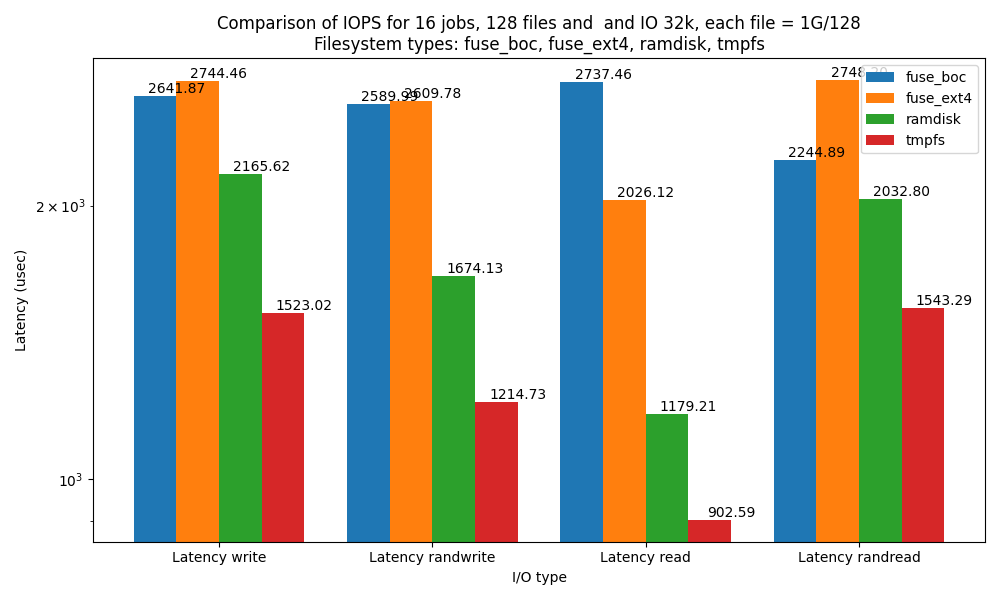 Comparison of IOPS for 16 jobs, 128 files and  and IO 32k, each file = 1G/128
Filesystem types: fuse_boc, fuse_ext4, ramdisk, tmpfs
2641.87
2744.46
2165.62
1523.02
2589.99
2609.78
1674.13
1214.73
2737.46
2026.12
1179.21
902.59
2244.89
2032.80
1543.29
fuse_boc
fuse_ext4
ramdisk
tmpfs
2 × 10³
10³
Latency (usec)
Latency write
Latency randwrite
Latency read
Latency randread
I/O type